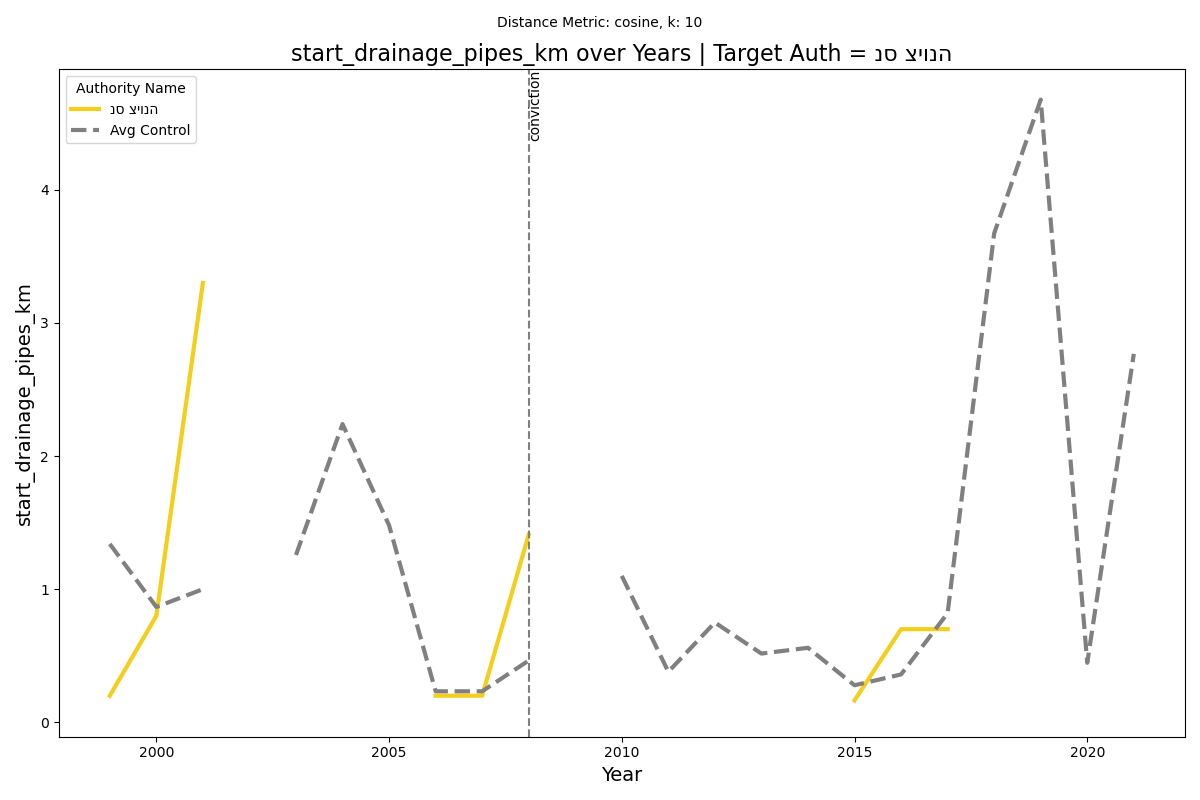 Distance Metric: cosine, k: 10
start_drainage_pipes_km over Years | Target Auth = נס ציונה
Authority Name
נס ציונה
Avg Control
conviction
start_drainage_pipes_km
4
3
2
1
0
2000
2005
2010
2015
2020
Year